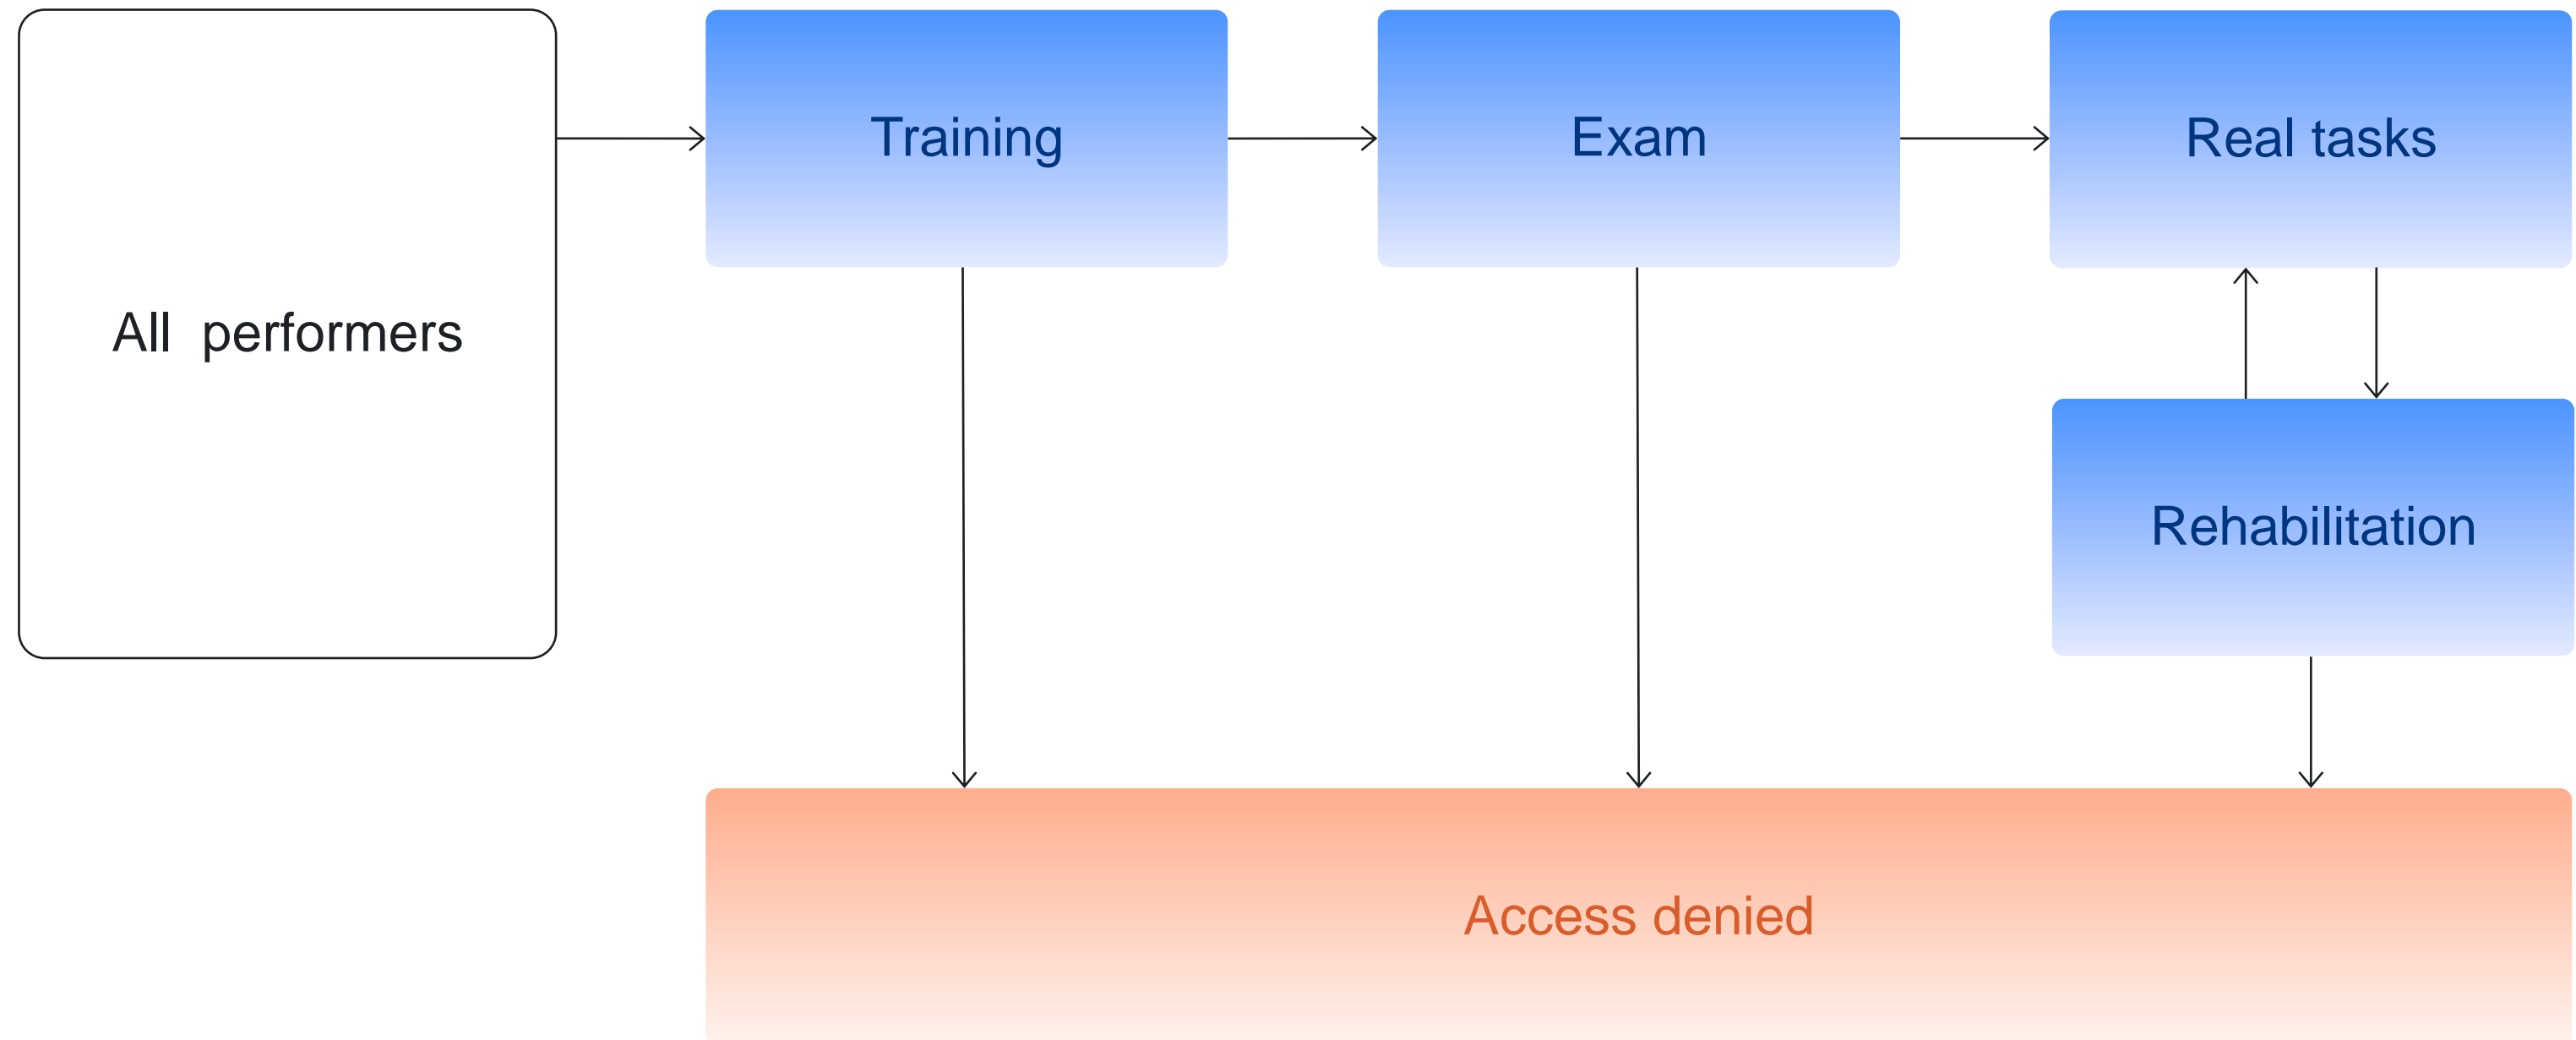 Training
Exam
Real tasks
All performers
Rehabilitation
Access denied